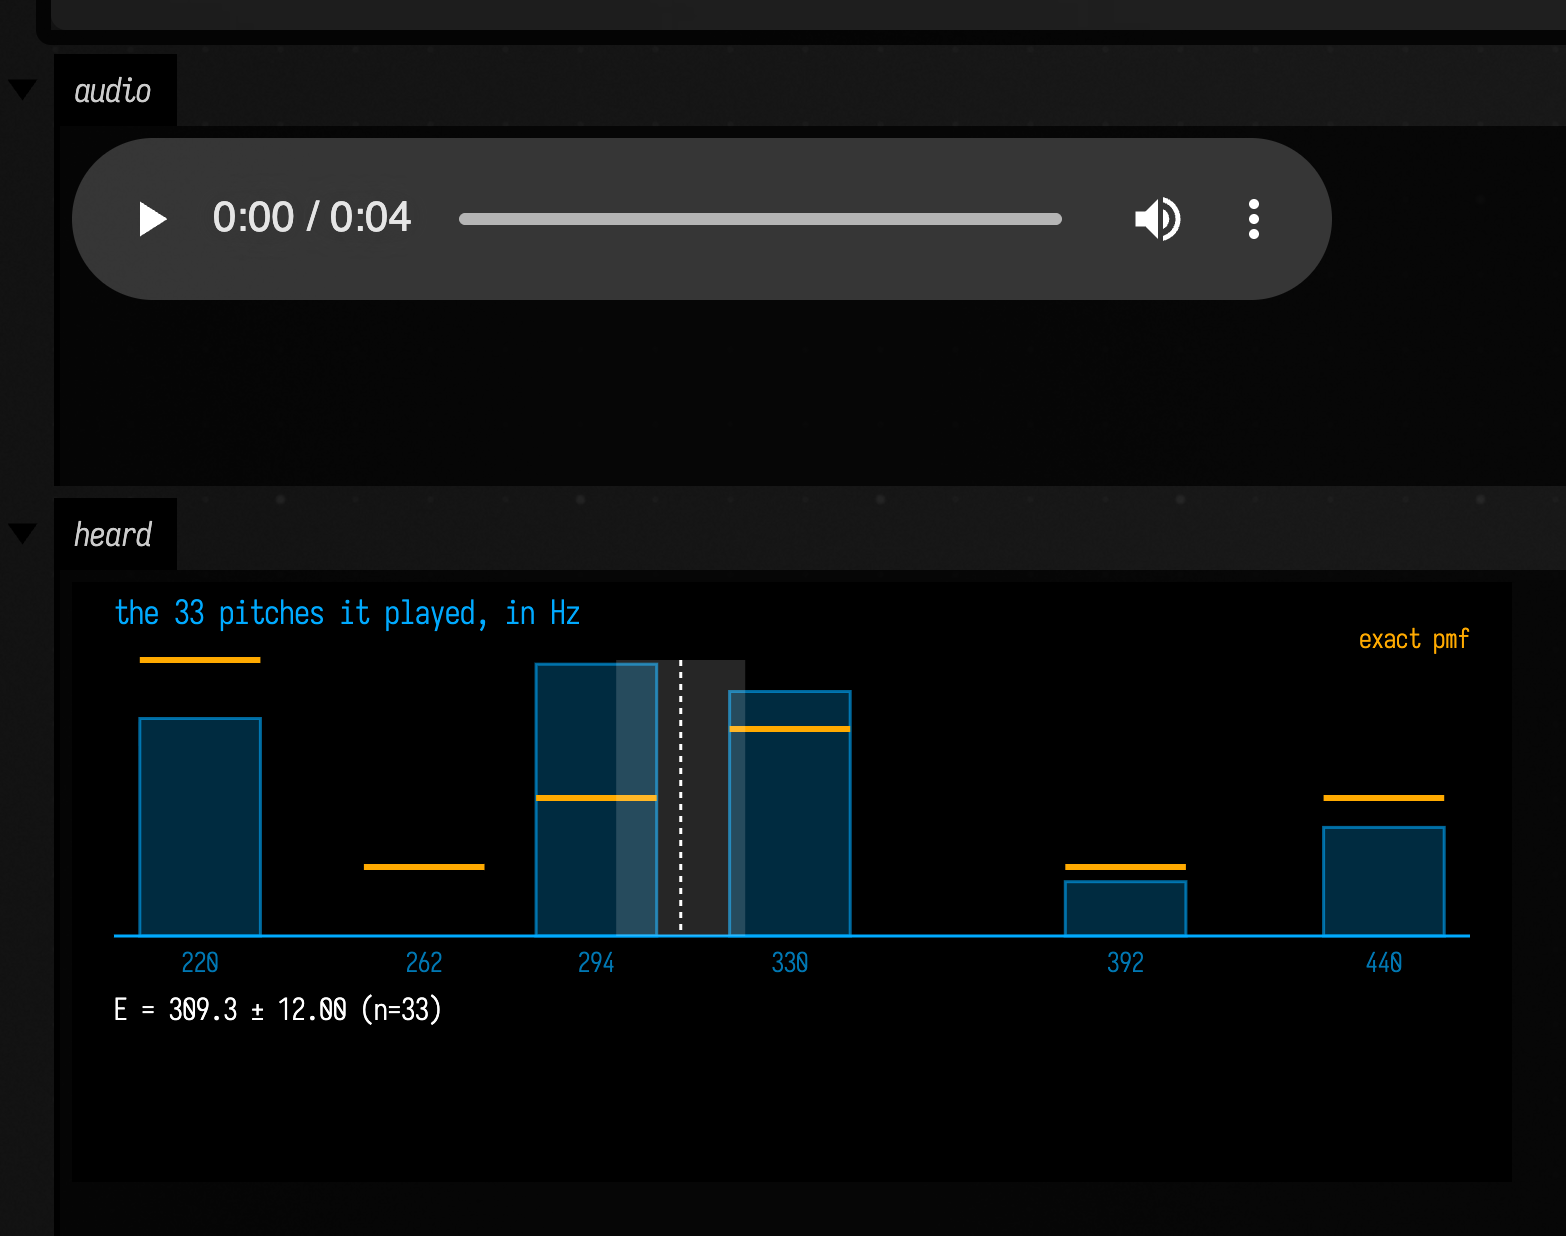 audio
0:00 / 0:04
heard
the 33 pitches it played, in Hz
exact pmf
220 262 294 330 392 440
E = 309.3 ± 12.00 (n=33)